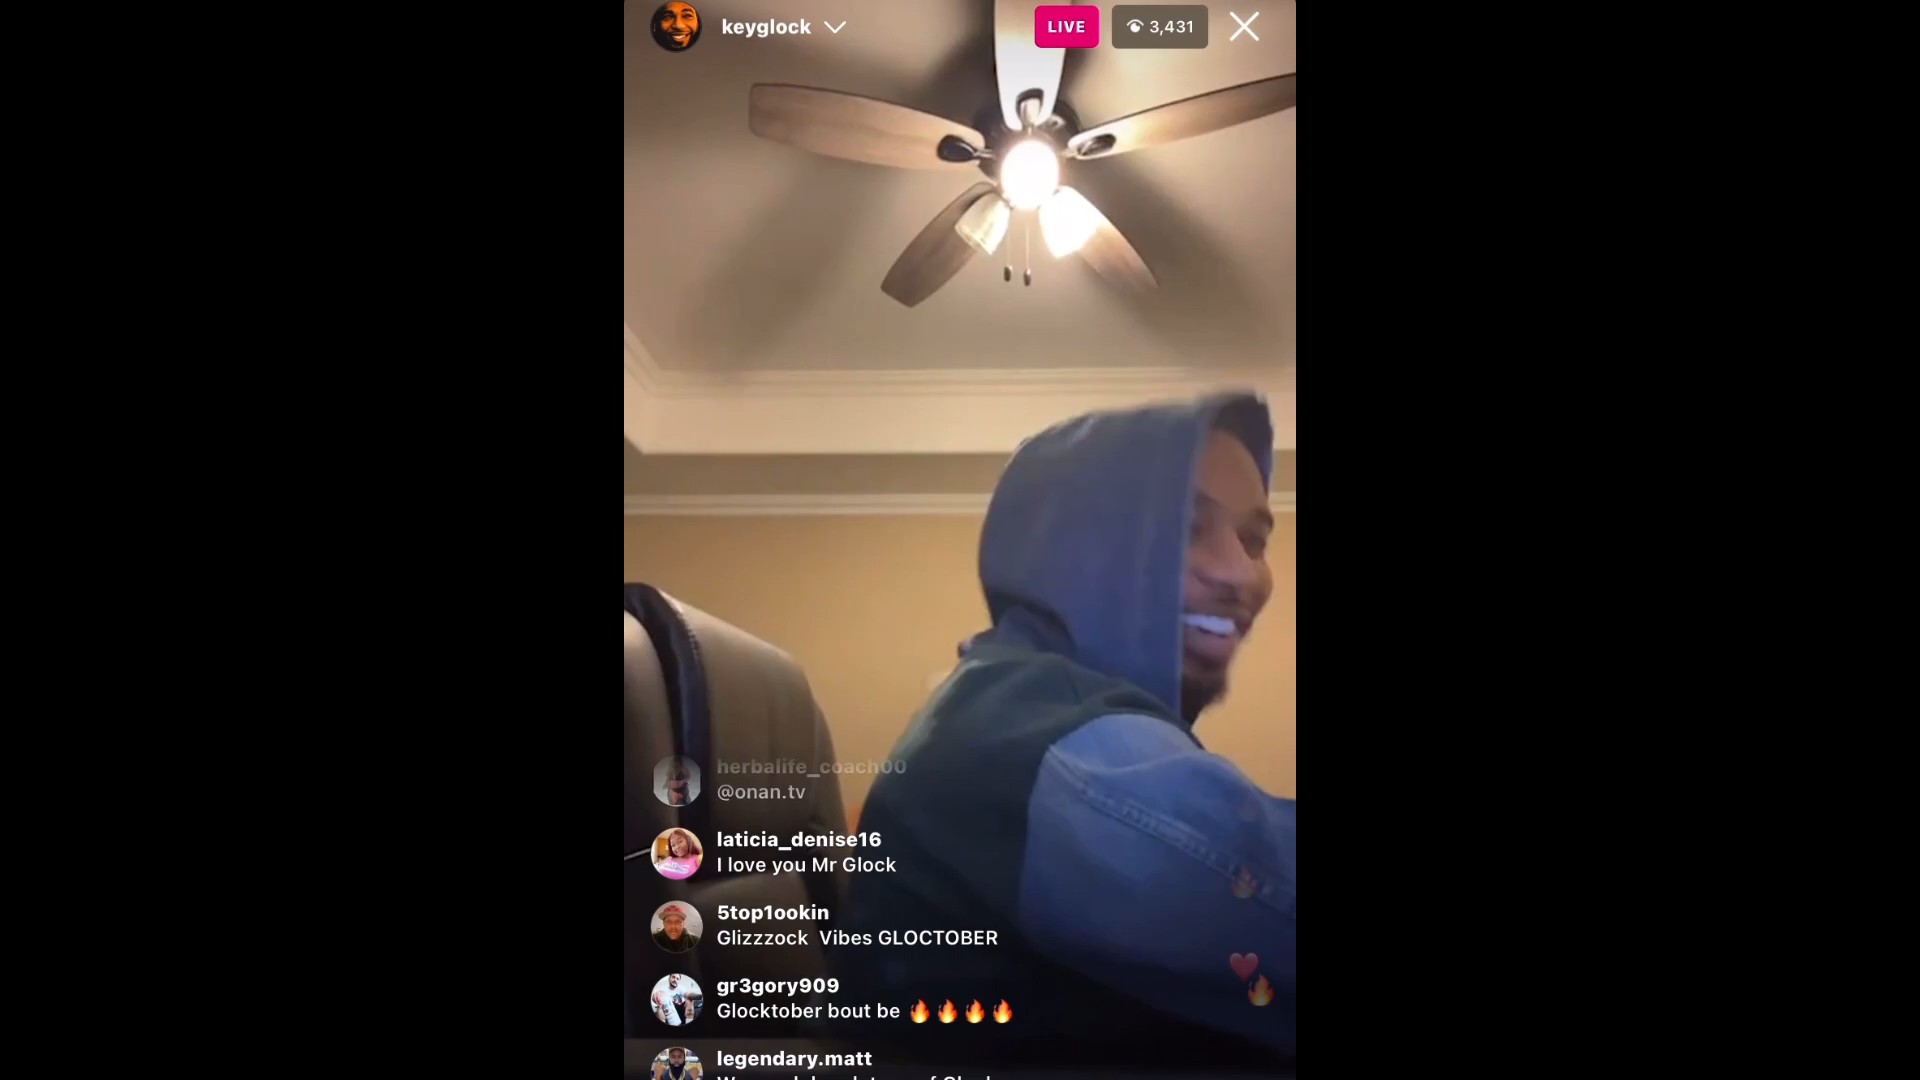 keyglock
LIVE
3,431
herbalife_coach00
@onan.tv
laticia_denise16
I love you Mr Glock
5top1ookin
Glizzzock Vibes GLOCTOBER
gr3gory909
Glocktober bout be 🔥🔥🔥🔥
legendary.matt